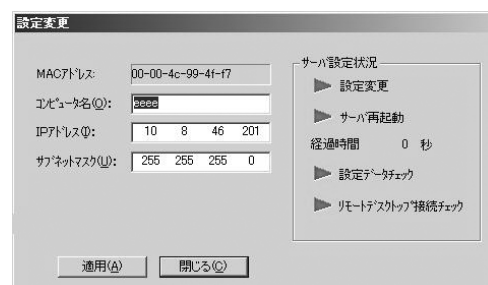 設定変更
MACｱﾄﾞﾚｽ: 00-00-4c-99-4f-f7
ｺﾝﾋﾟｭｰﾀ名(O): eeee
IPｱﾄﾞﾚｽ(I): 10 8 46 201
ｻﾌﾞﾈｯﾄﾏｽｸ(U): 255 255 255 0
ｻｰﾊﾞ設定状況
設定変更
ｻｰﾊﾞ再起動
経過時間 0 秒
設定ﾃﾞｰﾀﾁｪｯｸ
ﾘﾓｰﾄﾃﾞｽｸﾄｯﾌﾟ接続ﾁｪｯｸ
適用(A) 閉じる(C)